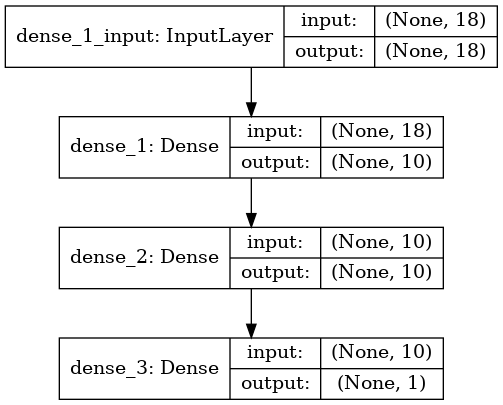 dense_1_input: InputLayer
input: (None, 18)
output: (None, 18)
dense_1: Dense
input: (None, 18)
output: (None, 10)
dense_2: Dense
input: (None, 10)
output: (None, 10)
dense_3: Dense
input: (None, 10)
output: (None, 1)